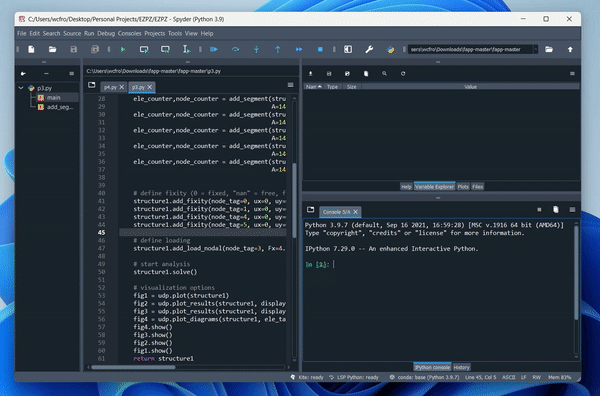 C:/Users/wcfro/Desktop/Personal Projects/EZPZ/EZPZ - Spyder (Python 3.9)
File Edit Search Source Run Debug Consoles Projects Tools View Help
sers\wcfro\Downloads\fapp-master\fapp-master
C:\Users\wcfro\Downloads\fapp-master\fapp-master\p3.py
p3.py
main
add_seg...
p4.py p3.py
28 ele_counter,node_counter = add_segment(stru
29 A=14
30 ele_counter,node_counter = add_segment(stru
31 A=14
32 ele_counter,node_counter = add_segment(stru
33 A=14
34 ele_counter,node_counter = add_segment(stru
35 A=14
36 ele_counter,node_counter = add_segment(stru
37 A=14
38
39
40 # define fixity (0 = fixed, "nan" = free, f
41 structure1.add_fixity(node_tag=0, ux=0, uy=
42 structure1.add_fixity(node_tag=1, ux=0, uy=
43 structure1.add_fixity(node_tag=4, ux=0, uy=
44 structure1.add_fixity(node_tag=5, ux=0, uy=
45
46 # define loading
47 structure1.add_load_nodal(node_tag=3, Fx=4.
48
49 # start analysis
50 structure1.solve()
51
52 # visualization options
53 fig1 = udp.plot(structure1)
54 fig2 = udp.plot_results(structure1, display
55 fig3 = udp.plot_results(structure1, display
56 fig4 = udp.plot_diagrams(structure1, ele_ta
57 fig4.show()
58 fig3.show()
59 fig2.show()
60 fig1.show()
61 return structure1
Nam Type Size Value
Help Variable Explorer Plots Files
Console 5/A
Python 3.9.7 (default, Sep 16 2021, 16:59:28) [MSC v.1916 64 bit (AMD64)]
Type "copyright", "credits" or "license" for more information.
IPython 7.29.0 -- An enhanced Interactive Python.
In
IPython console History
Kite: ready LSP Python: ready conda: base (Python 3.9.7) Line 45, Col 5 ASCII LF RW Mem 83%